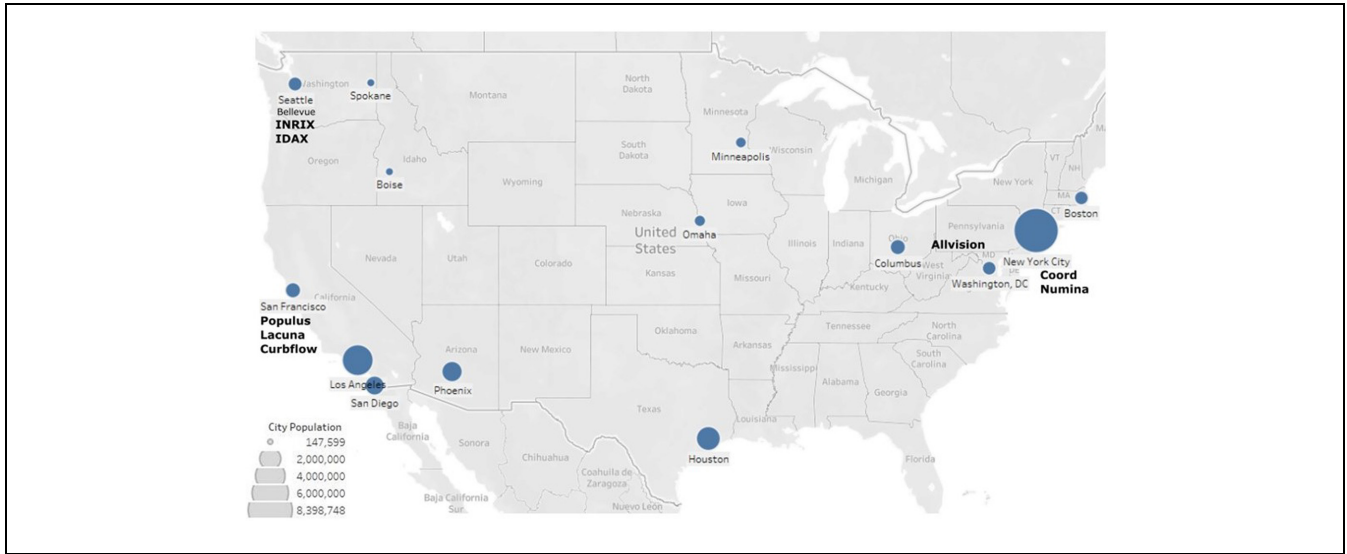 Washington
Seattle
Bellevue
INRIX
IDAX
Spokane
Montana
North
Dakota
Minnesota
Minneapolis
Wisconsin
Oregon
Idaho
Boise
South
Dakota
Wyoming
Michigan
VT
NH
New York
MA
CT
Boston
Iowa
Nebraska
Omaha
United
States
Illinois
Indiana
Ohio
Columbus
Pennsylvania
Allvision
New York City
Coord
Numina
MD
DE
Washington, DC
West
Virginia
Nevada
Utah
Colorado
Kansas
Missouri
Kentucky
San Francisco
California
Populus
Lacuna
Curbflow
Los Angeles
San Diego
Arizona
Phoenix
New Mexico
Oklahoma
Arkansas
Tennessee
North
Carolina
South
Carolina
Mississippi
Alabama
Georgia
Texas
Louisiana
Houston
Florida
Baja
California
Sonora
Chihuahua
Coahuila de
Zaragoza
Baja California
Sur
Nuevo León
City Population
147,599
2,000,000
4,000,000
6,000,000
8,398,748